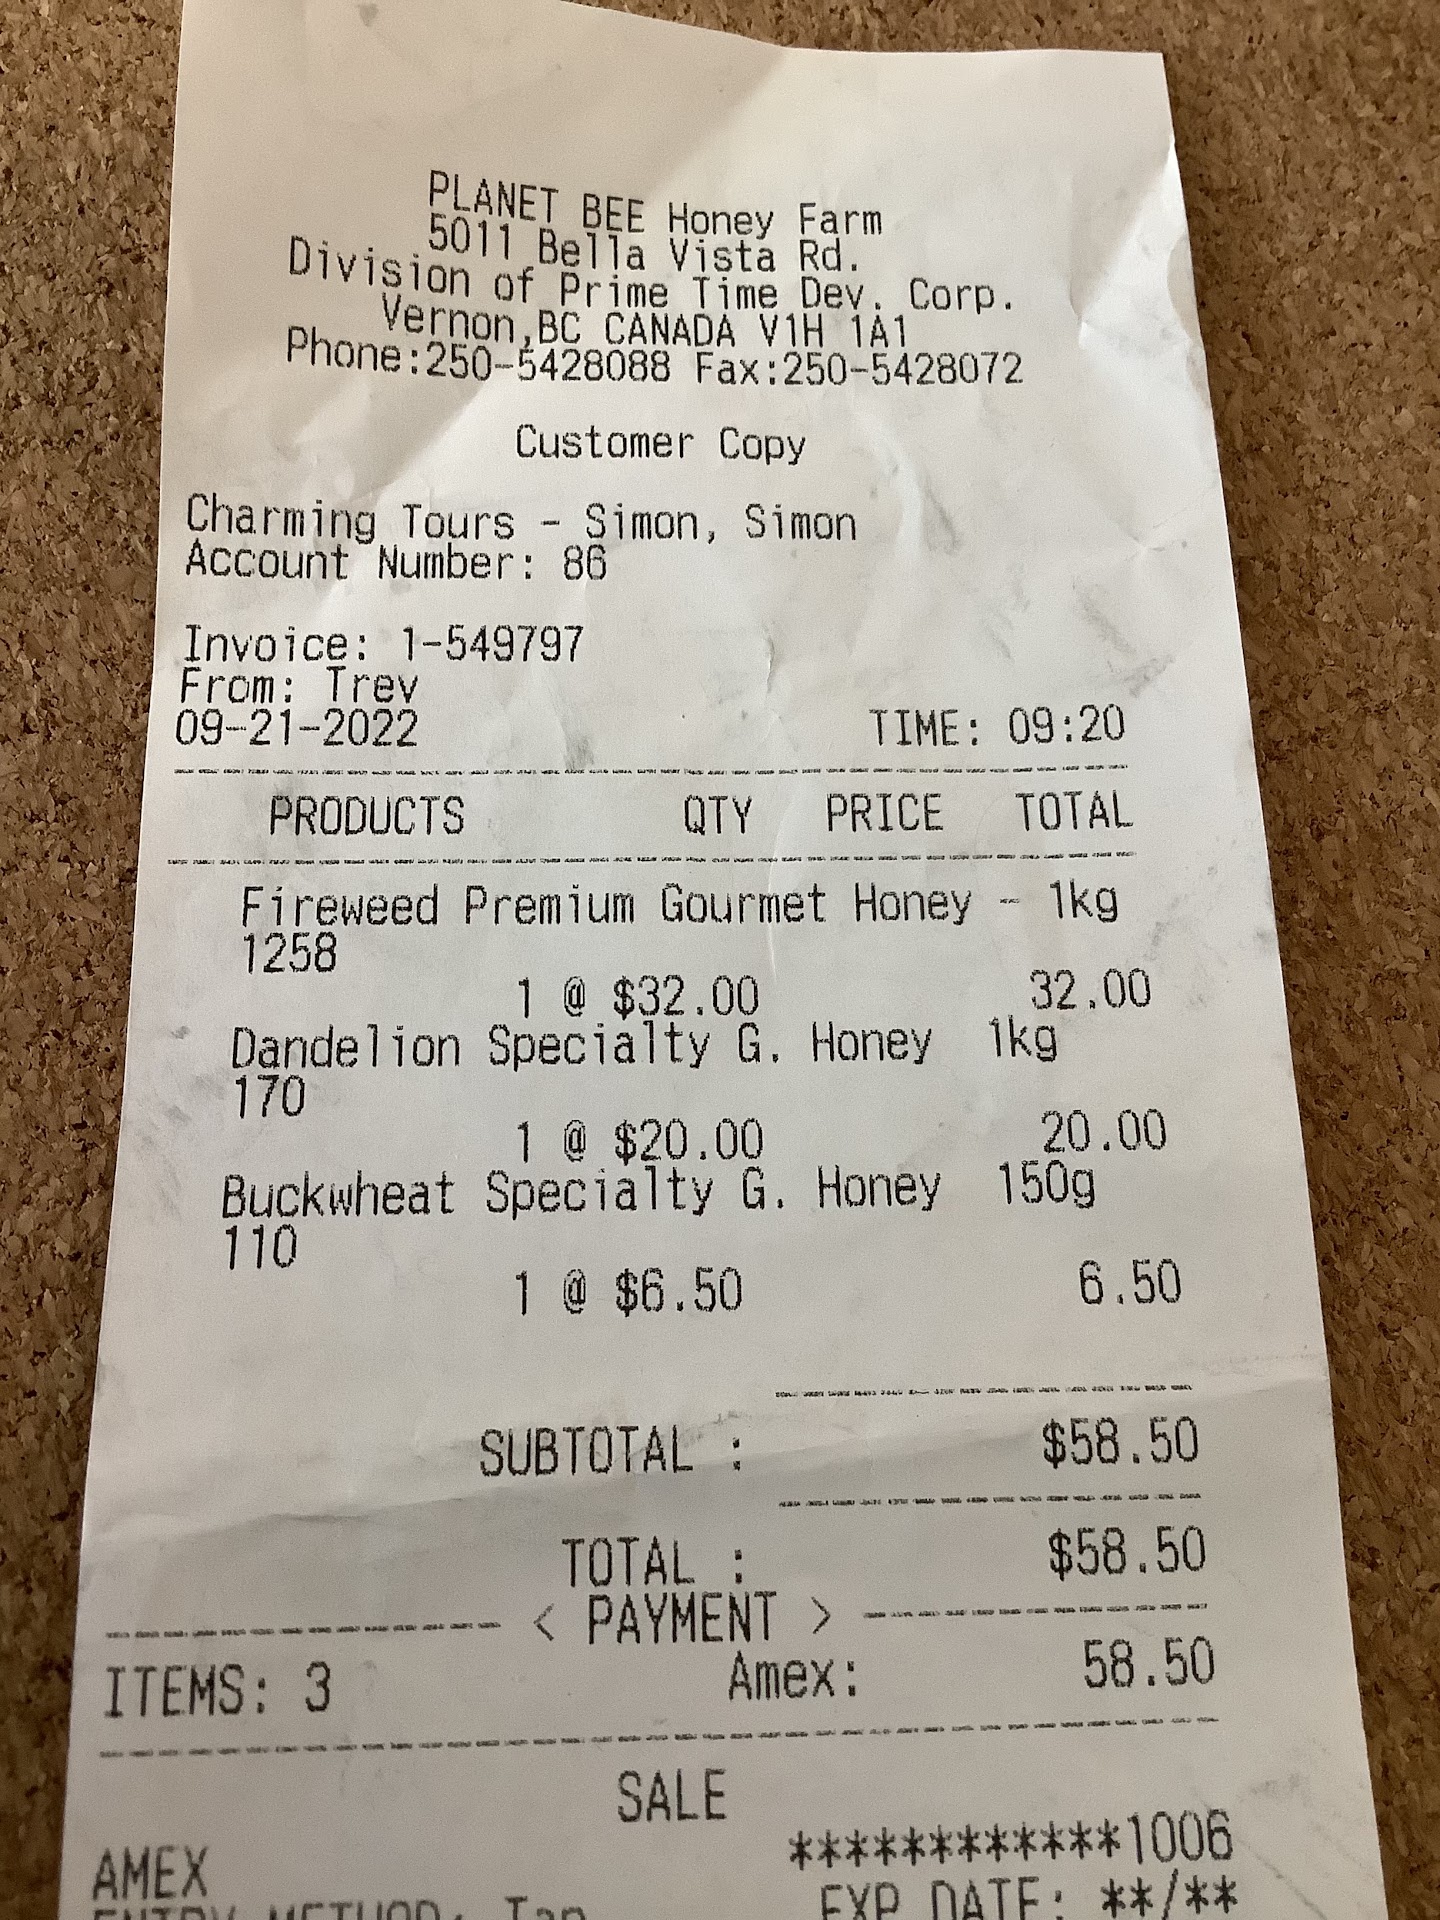 PLANET BEE Honey Farm
5011 Bella Vista Rd.
Division of Prime Time Dev. Corp.
Vernon,BC CANADA V1H 1A1
Phone:250-5428088 Fax:250-5428072
Customer Copy
Charming Tours - Simon, Simon
Account Number: 86
Invoice: 1-549797
From: Trev
09-21-2022 TIME: 09:20
PRODUCTS QTY PRICE TOTAL
Fireweed Premium Gourmet Honey - 1kg
1258
1 @ $32.00 32.00
Dandelion Specialty G. Honey 1kg
170
1 @ $20.00 20.00
Buckwheat Specialty G. Honey 150g
110
1 @ $6.50 6.50
SUBTOTAL : $58.50
TOTAL : $58.50
< PAYMENT >
ITEMS: 3 Amex: 58.50
SALE
AMEX ************1006
ENTRY METHOD: Tap EXP DATE: **/**